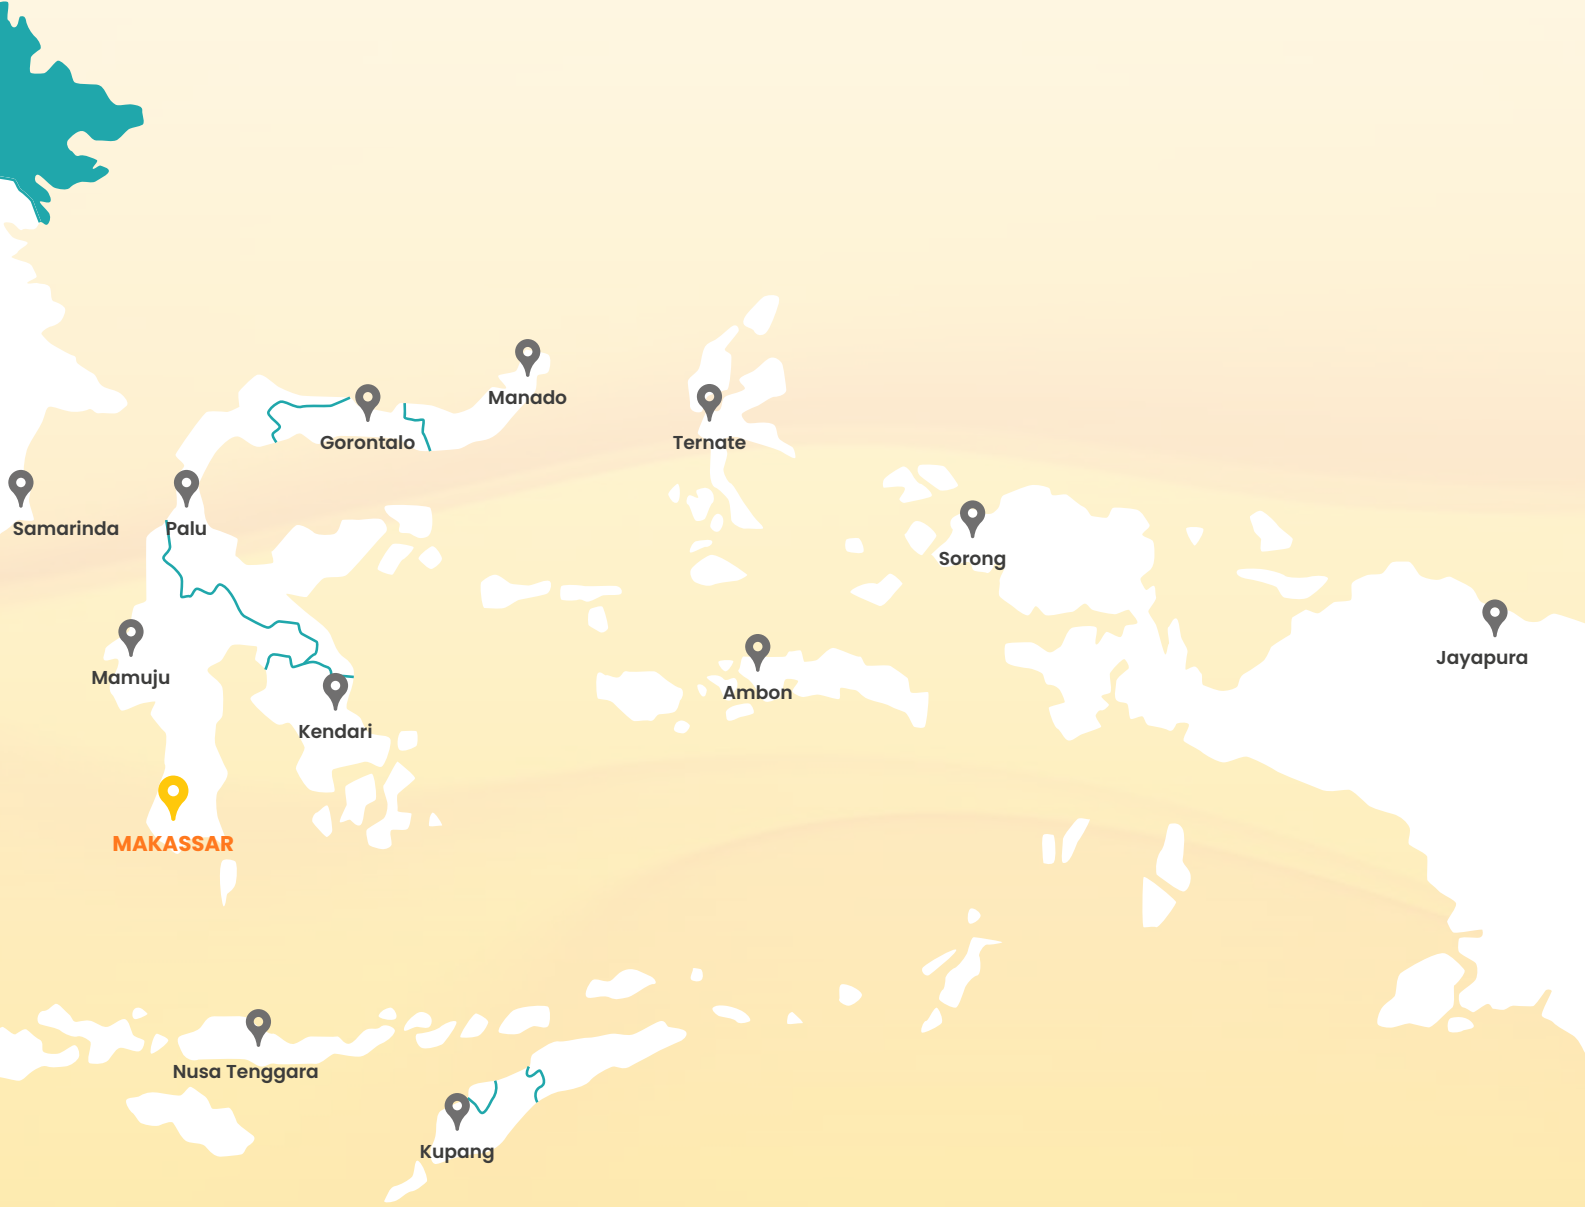 Manado
Gorontalo
Ternate
Samarinda
Palu
Sorong
Mamuju
Jayapura
Ambon
Kendari
MAKASSAR
Nusa Tenggara
Kupang